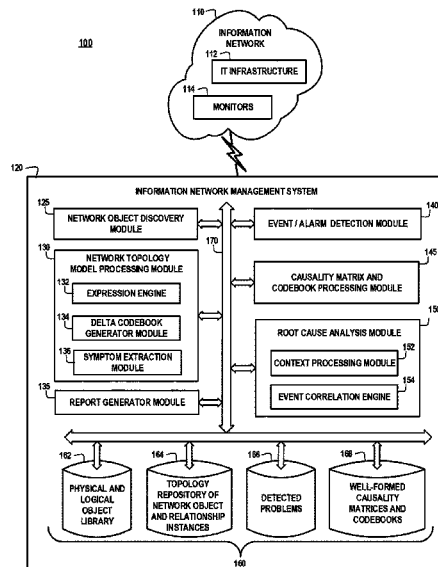 100
110
INFORMATION
NETWORK
112
IT INFRASTRUCTURE
114
MONITORS
120
INFORMATION NETWORK MANAGEMENT SYSTEM
125
NETWORK OBJECT DISCOVERY
MODULE
130
NETWORK TOPOLOGY
MODEL PROCESSING MODULE
132
EXPRESSION ENGINE
134
DELTA CODEBOOK
GENERATOR MODULE
136
SYMPTOM EXTRACTION
MODULE
135
REPORT GENERATOR MODULE
170
140
EVENT / ALARM DETECTION MODULE
145
CAUSALITY MATRIX AND
CODEBOOK PROCESSING MODULE
150
ROOT CAUSE ANALYSIS MODULE
152
CONTEXT PROCESSING MODULE
154
EVENT CORRELATION ENGINE
162
PHYSICAL AND
LOGICAL
OBJECT
LIBRARY
164
TOPOLOGY
REPOSITORY OF
NETWORK OBJECT
AND
RELATIONSHIP
INSTANCES
166
DETECTED
PROBLEMS
168
WELL-FORMED
CAUSALITY
MATRICES AND
CODEBOOKS
160